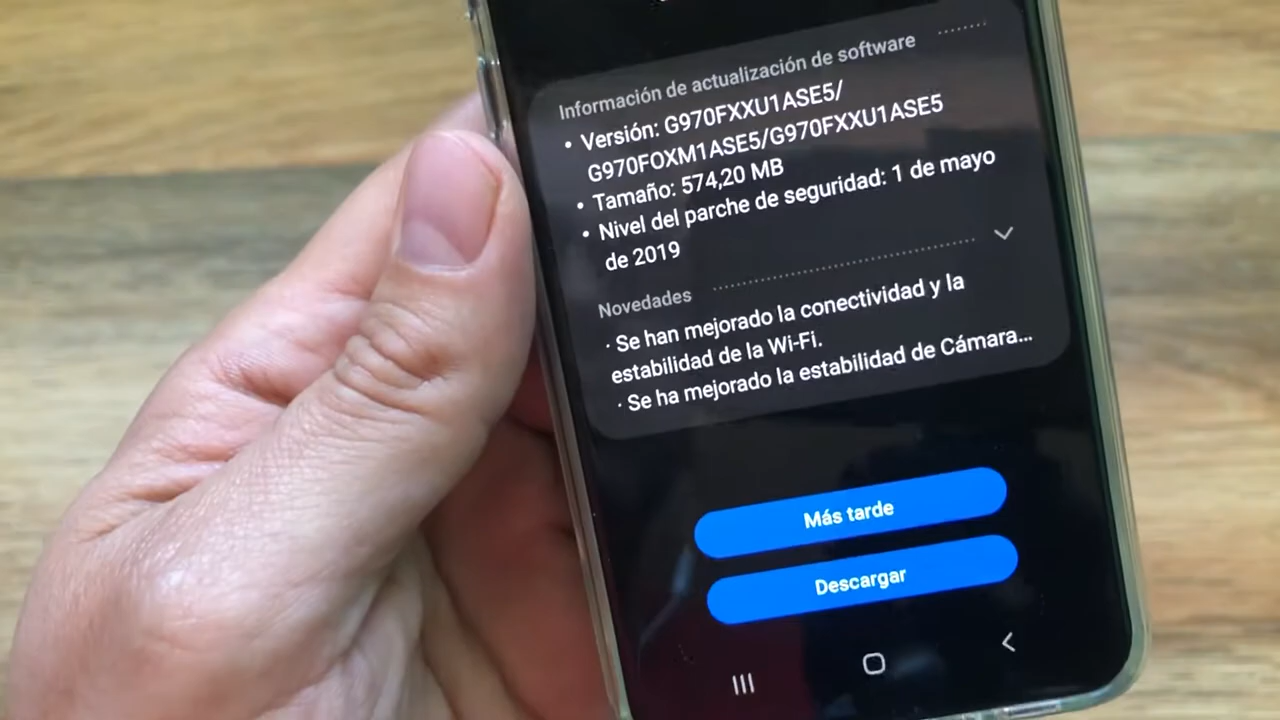 Información de actualización de software
• Versión: G970FXXU1ASE5/
G970FOXM1ASE5/G970FXXU1ASE5
• Tamaño: 574,20 MB
• Nivel del parche de seguridad: 1 de mayo
de 2019
Novedades
· Se han mejorado la conectividad y la
estabilidad de la Wi-Fi.
· Se ha mejorado la estabilidad de Cámara...
Más tarde
Descargar